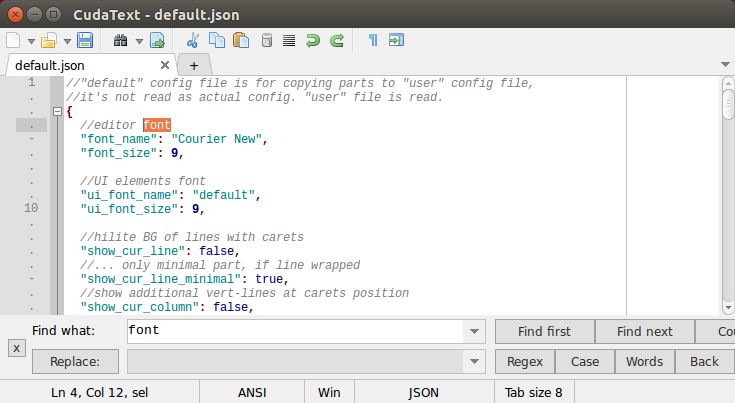 CudaText - default.json
default.json
1 //"default" config file is for copying parts to "user" config file,
//it's not read as actual config. "user" file is read.
{
//editor font
"font_name": "Courier New",
"font_size": 9,
//UI elements font
"ui_font_name": "default",
10 "ui_font_size": 9,
//hilite BG of lines with carets
"show_cur_line": false,
//... only minimal part, if line wrapped
"show_cur_line_minimal": true,
//show additional vert-lines at carets position
"show_cur_column": false,
Find what: font Find first Find next Cou
x Replace: Regex Case Words Back
Ln 4, Col 12, sel ANSI Win JSON Tab size 8